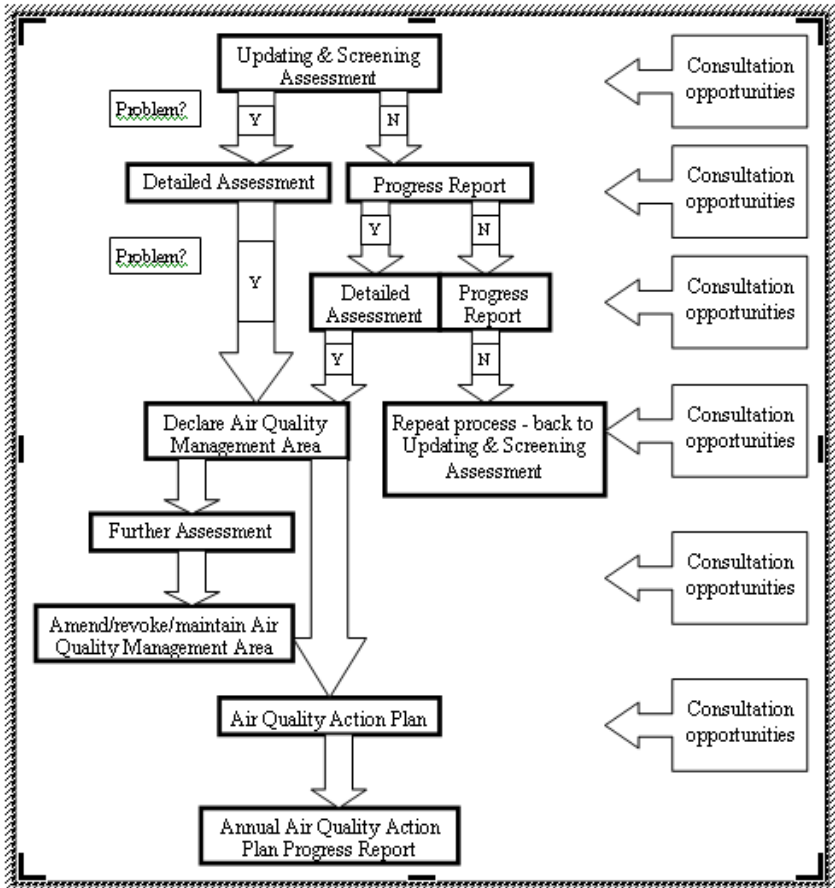 Updating & Screening
Assessment
Consultation
opportunities
Problem?
Y
N
Detailed Assessment
Progress Report
Consultation
opportunities
Problem?
Y
Y
N
Detailed
Assessment
Progress
Report
Consultation
opportunities
Y
N
Declare Air Quality
Management Area
Repeat process - back to
Updating & Screening
Assessment
Consultation
opportunities
Further Assessment
Consultation
opportunities
Amend/revoke/maintain Air
Quality Management Area
Air Quality Action Plan
Consultation
opportunities
Annual Air Quality Action
Plan Progress Report